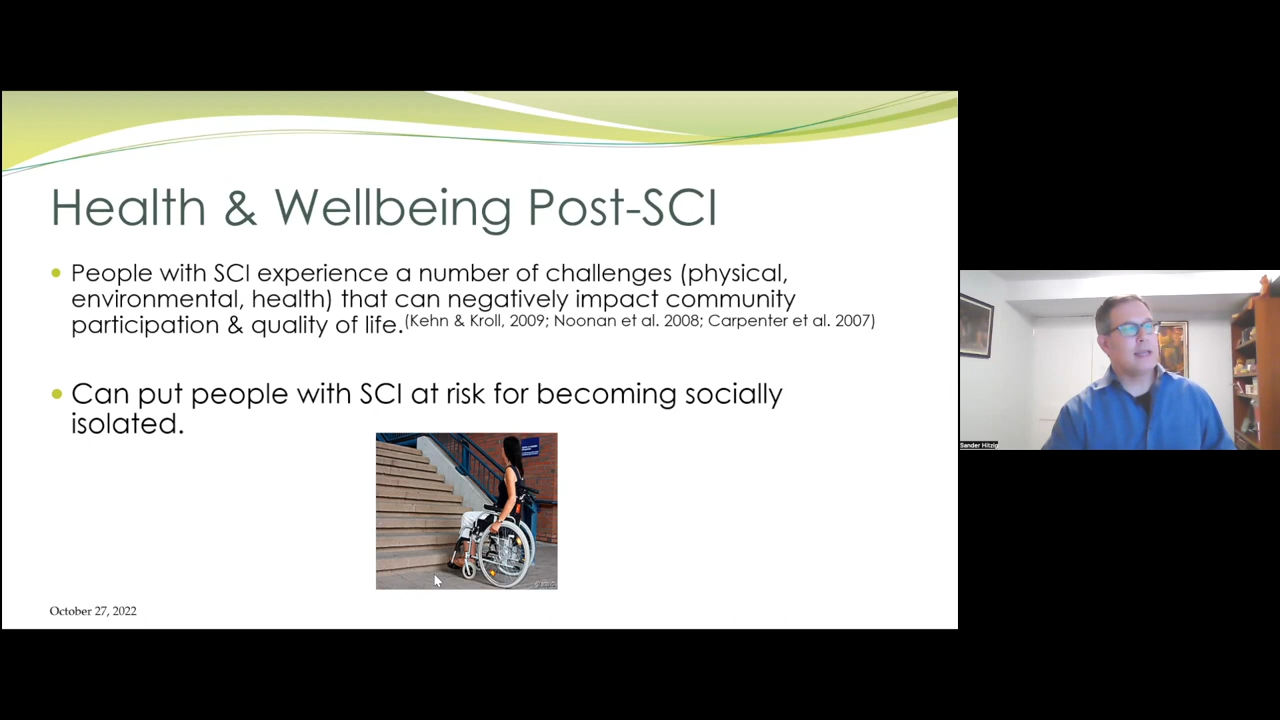 Health & Wellbeing Post-SCI
People with SCI experience a number of challenges (physical,
environmental, health) that can negatively impact community
participation & quality of life.(Kehn & Kroll, 2009; Noonan et al. 2008; Carpenter et al. 2007)
Can put people with SCI at risk for becoming socially
isolated.
October 27, 2022
Sander Hitzig